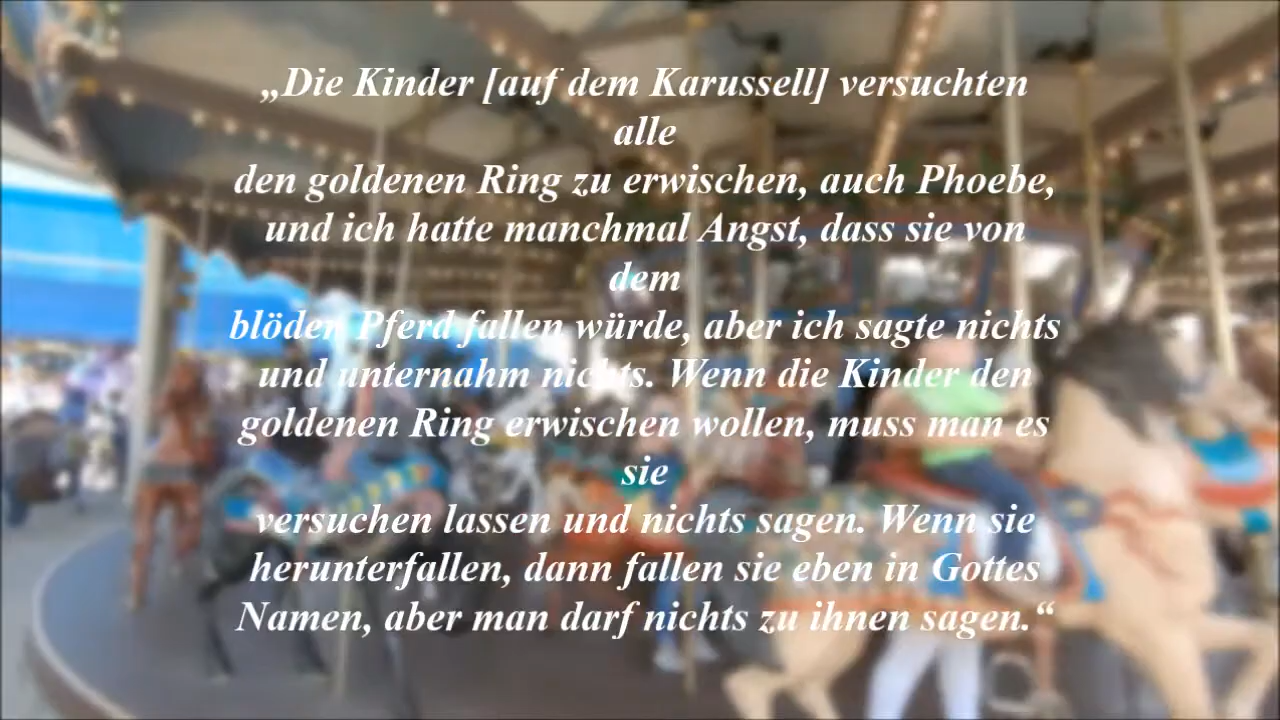 „Die Kinder [auf dem Karussell] versuchten
alle
den goldenen Ring zu erwischen, auch Phoebe,
und ich hatte manchmal Angst, dass sie von
dem
blöden Pferd fallen würde, aber ich sagte nichts
und unternahm nichts. Wenn die Kinder den
goldenen Ring erwischen wollen, muss man es
sie
versuchen lassen und nichts sagen. Wenn sie
herunterfallen, dann fallen sie eben in Gottes
Namen, aber man darf nichts zu ihnen sagen.“